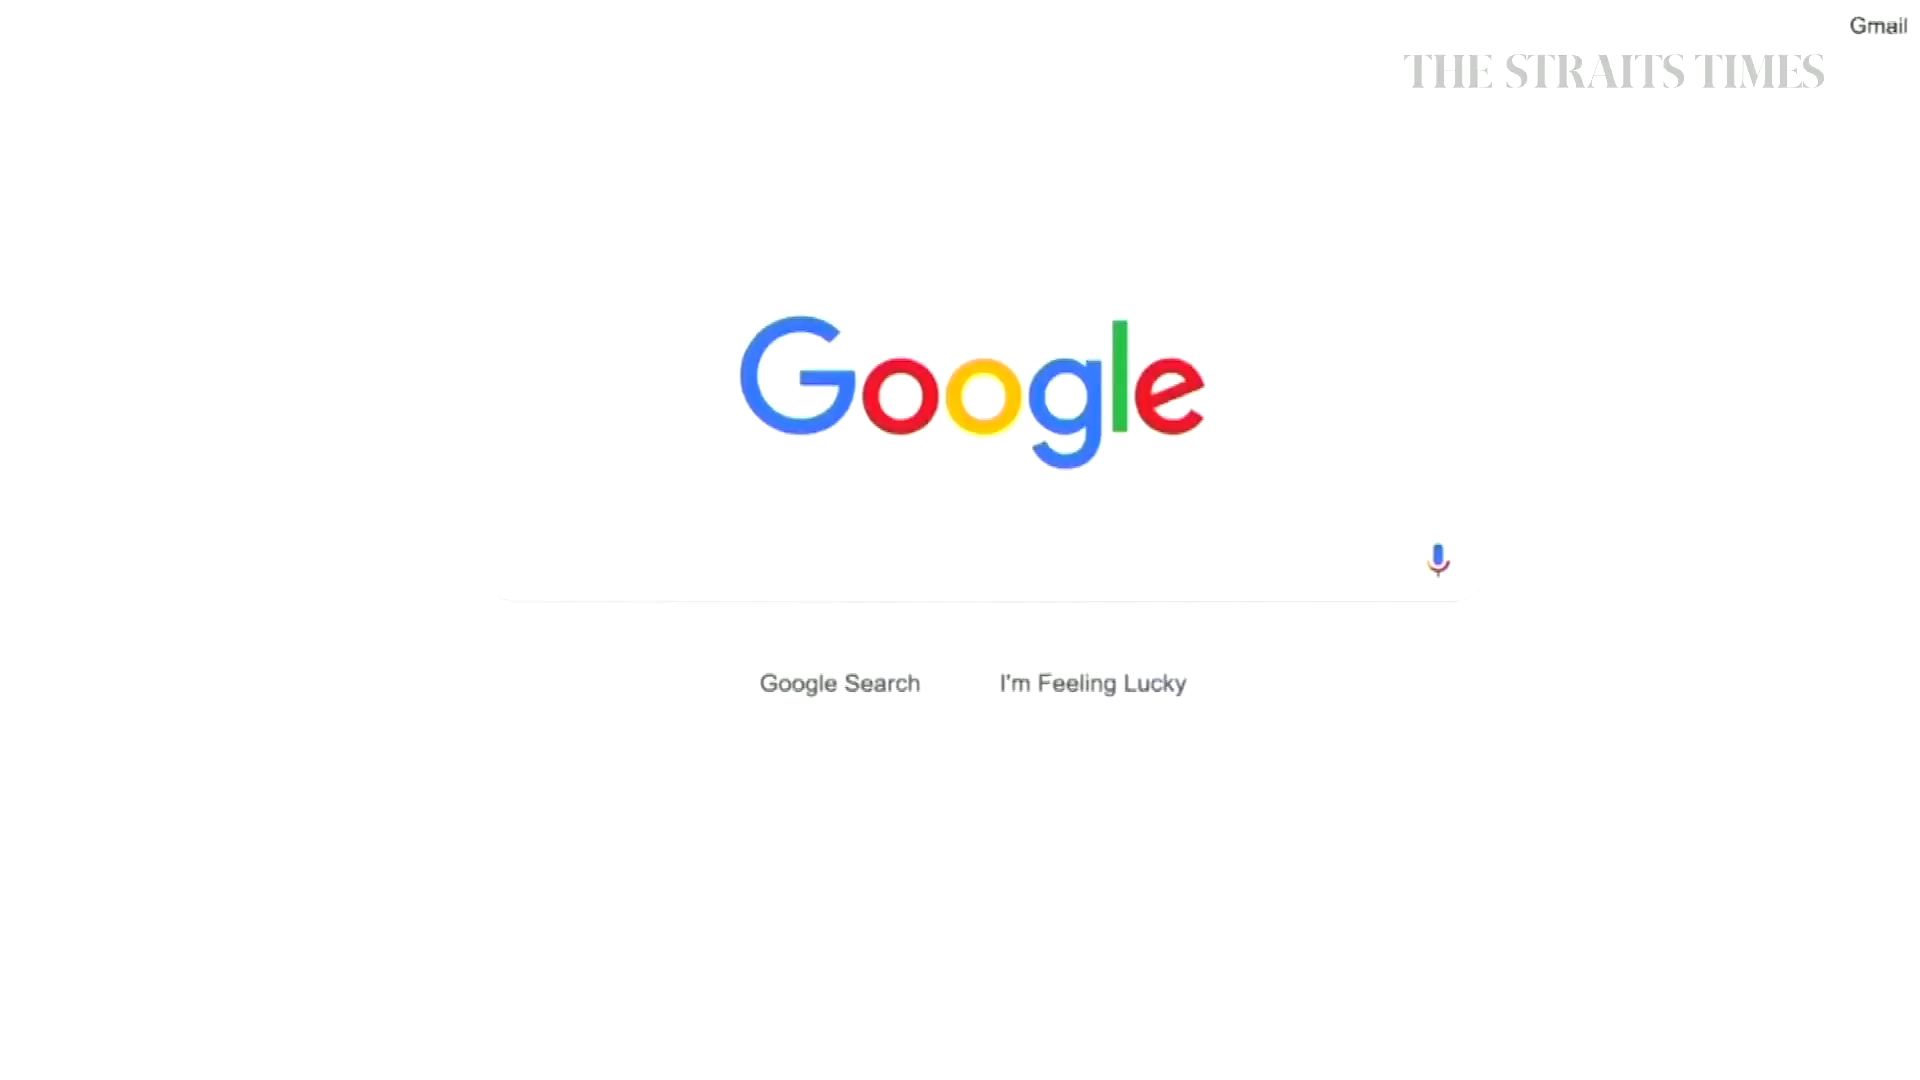 Gmail
THE STRAITS TIMES
Google
Google Search
I'm Feeling Lucky